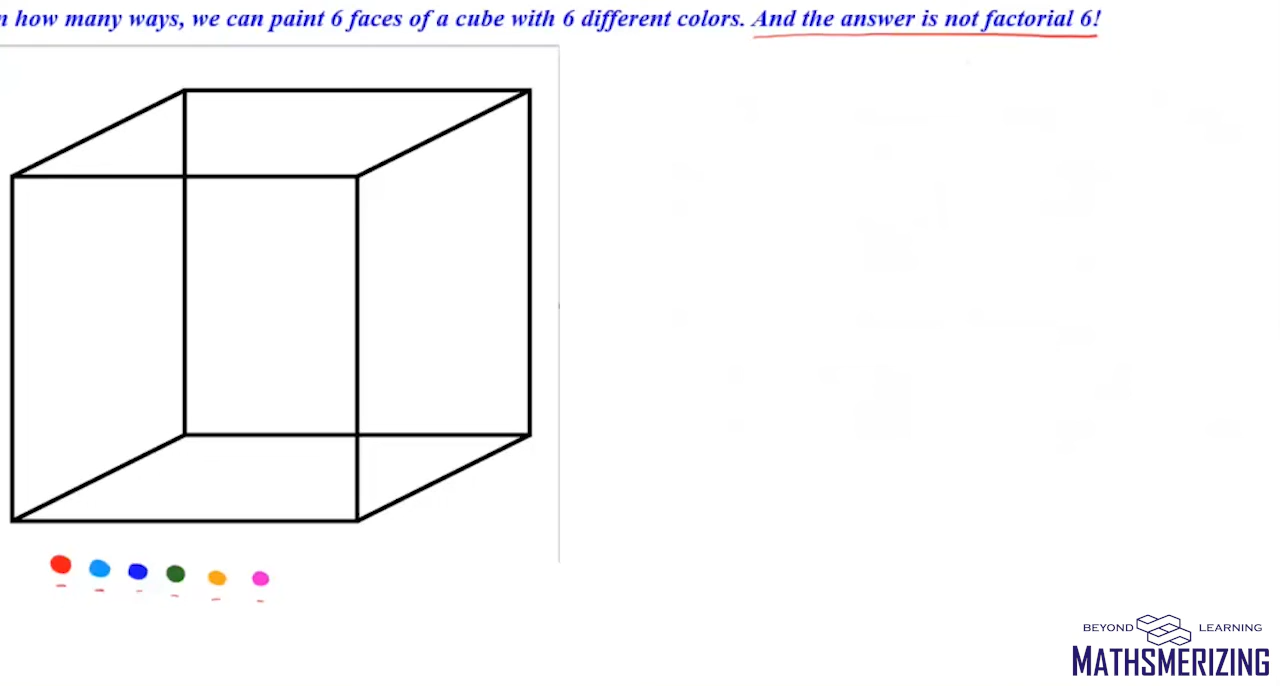 n how many ways, we can paint 6 faces of a cube with 6 different colors. And the answer is not factorial 6!
BEYOND LEARNING
MATHSMERIZING